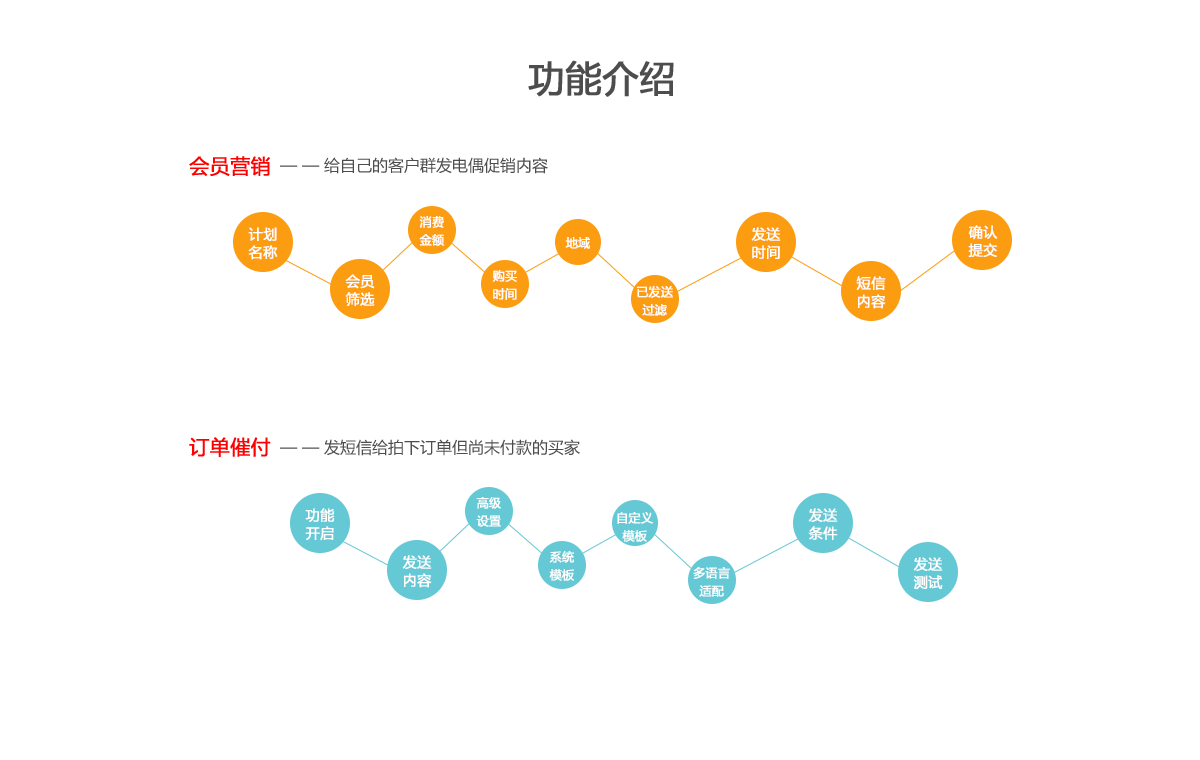 功能介绍
会员营销 — — 给自己的客户群发电偶促销内容
计划
名称
会员
筛选
消费
金额
购买
时间
地域
已发送
过滤
发送
时间
短信
内容
确认
提交
订单催付 — — 发短信给拍下订单但尚未付款的买家
功能
开启
发送
内容
高级
设置
系统
模板
自定义
模板
多语言
适配
发送
条件
发送
测试